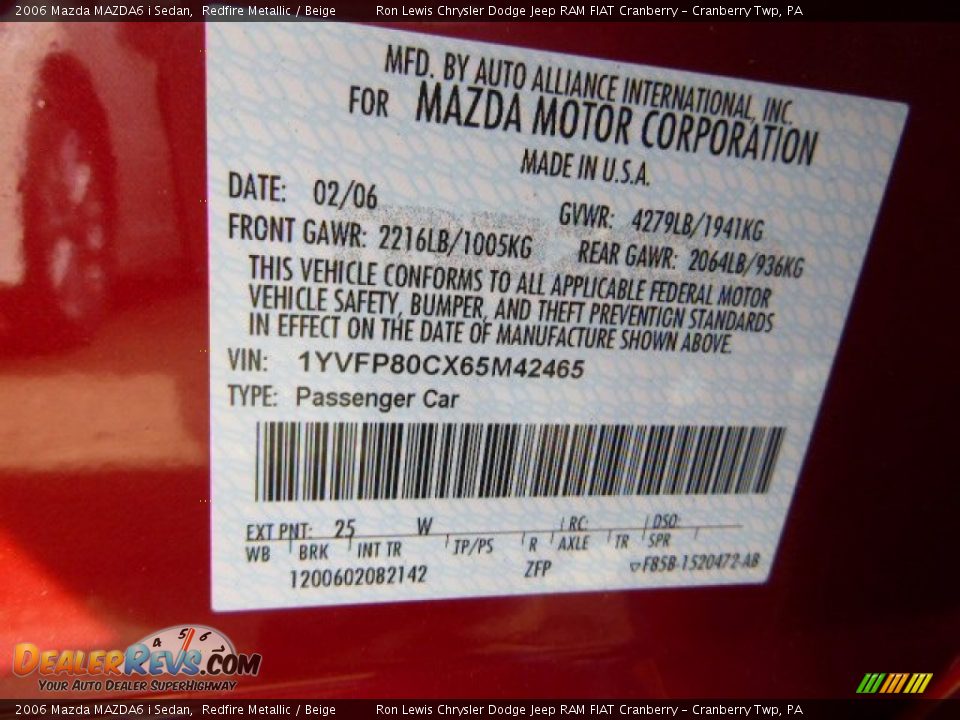 2006 Mazda MAZDA6 i Sedan,  Redfire Metallic / Beige        Ron Lewis Chrysler Dodge Jeep RAM FIAT Cranberry - Cranberry Twp, PA
MFD. BY AUTO ALLIANCE INTERNATIONAL, INC.
FOR MAZDA MOTOR CORPORATION
MADE IN U.S.A.
DATE: 02/06 GVWR: 4279LB/1941KG
FRONT GAWR: 2216LB/1005KG REAR GAWR: 2064LB/936KG
THIS VEHICLE CONFORMS TO ALL APPLICABLE FEDERAL MOTOR
VEHICLE SAFETY, BUMPER, AND THEFT PREVENTION STANDARDS
IN EFFECT ON THE DATE OF MANUFACTURE SHOWN ABOVE.
VIN: 1YVFP80CX65M42465
TYPE: Passenger Car
EXT PNT: 25 W RC: DSO:
WB BRK INT TR TP/PS R AXLE TR SPR
1200602082142 ZFP F85B-1520472-AB
4 5 6
DEALERREVS.COM
YOUR AUTO DEALER SUPERHIGHWAY
2006 Mazda MAZDA6 i Sedan,  Redfire Metallic / Beige        Ron Lewis Chrysler Dodge Jeep RAM FIAT Cranberry - Cranberry Twp, PA